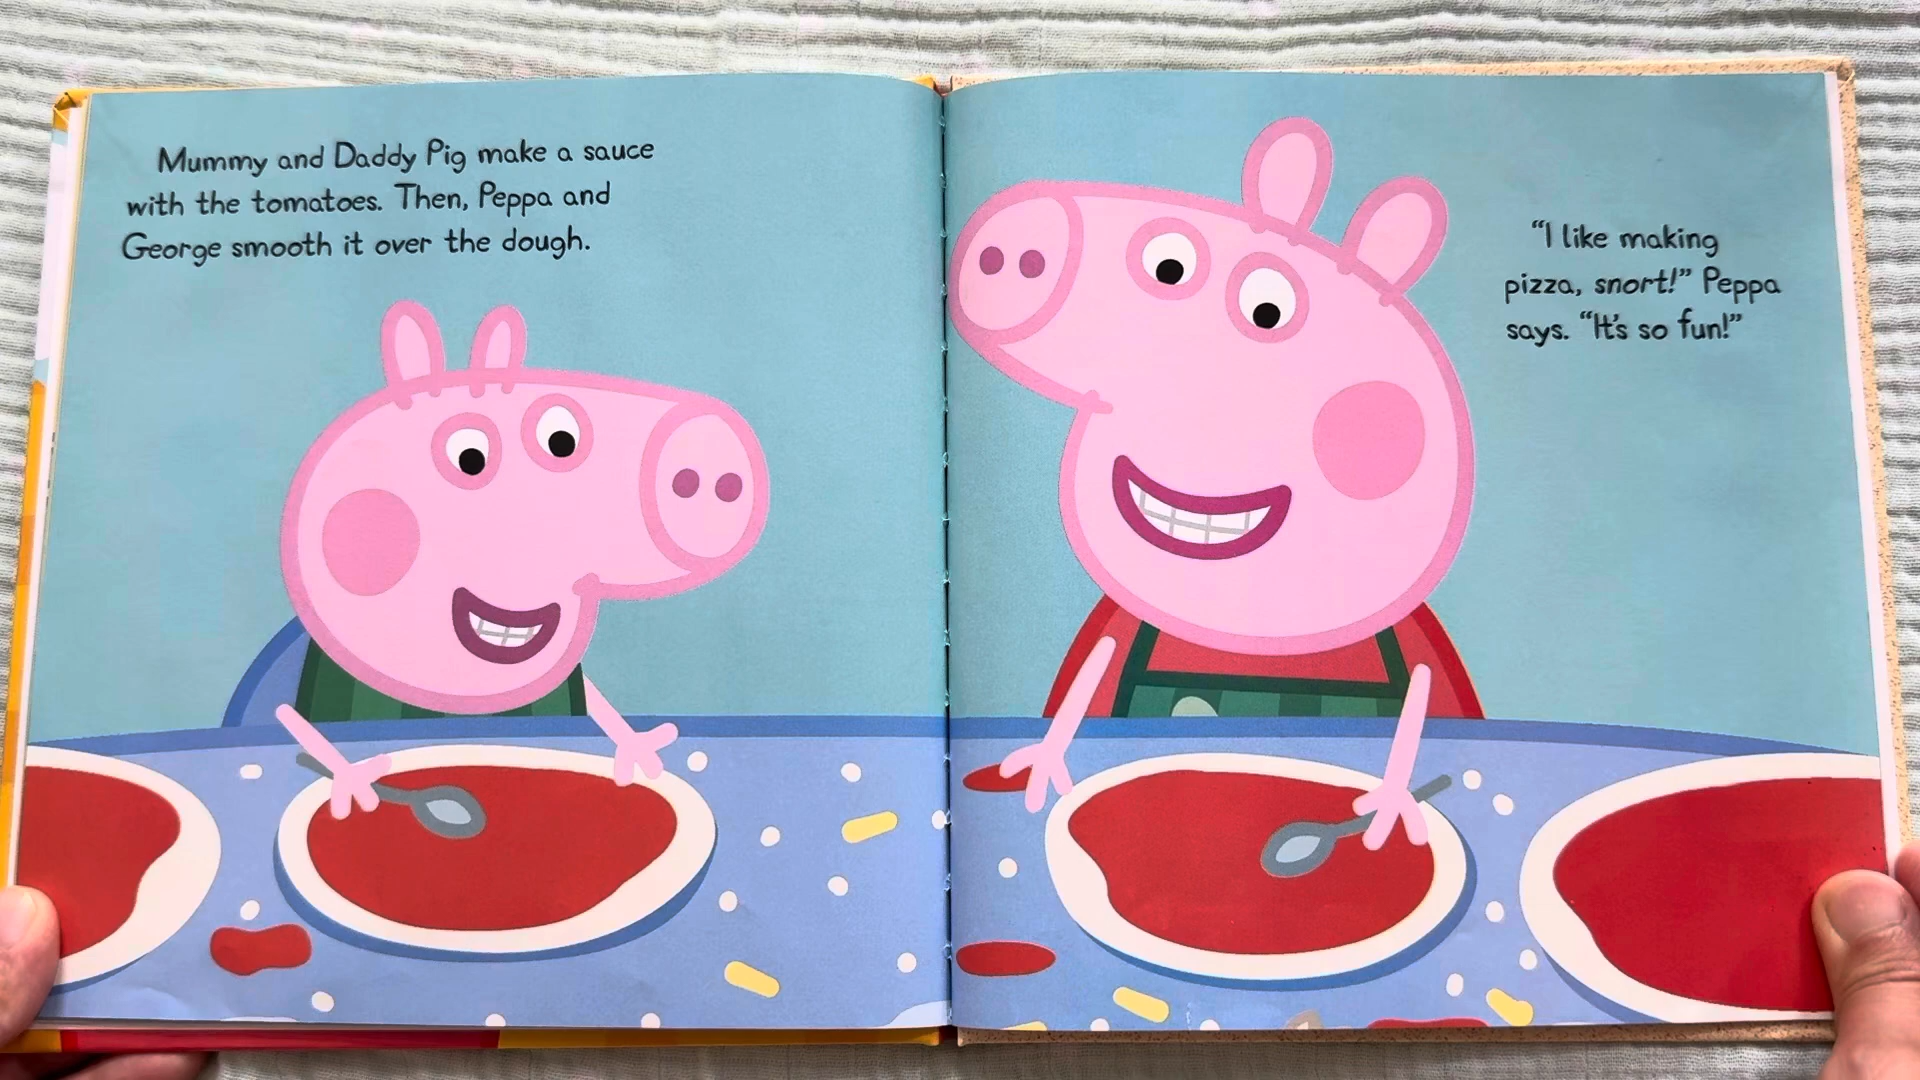 Mummy and Daddy Pig make a sauce
with the tomatoes. Then, Peppa and
George smooth it over the dough.
“I like making
pizza, snort!” Peppa
says. “It’s so fun!”